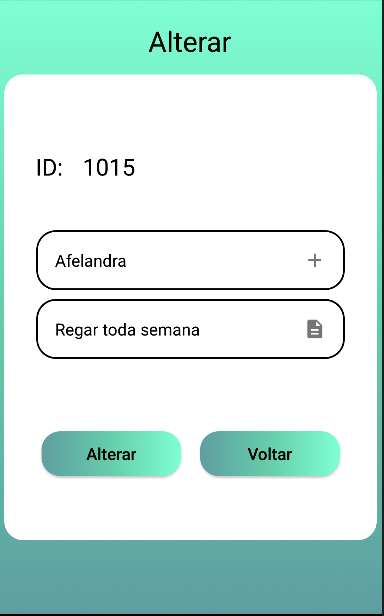 Alterar
ID: 1015
Afelandra
Regar toda semana
Alterar
Voltar